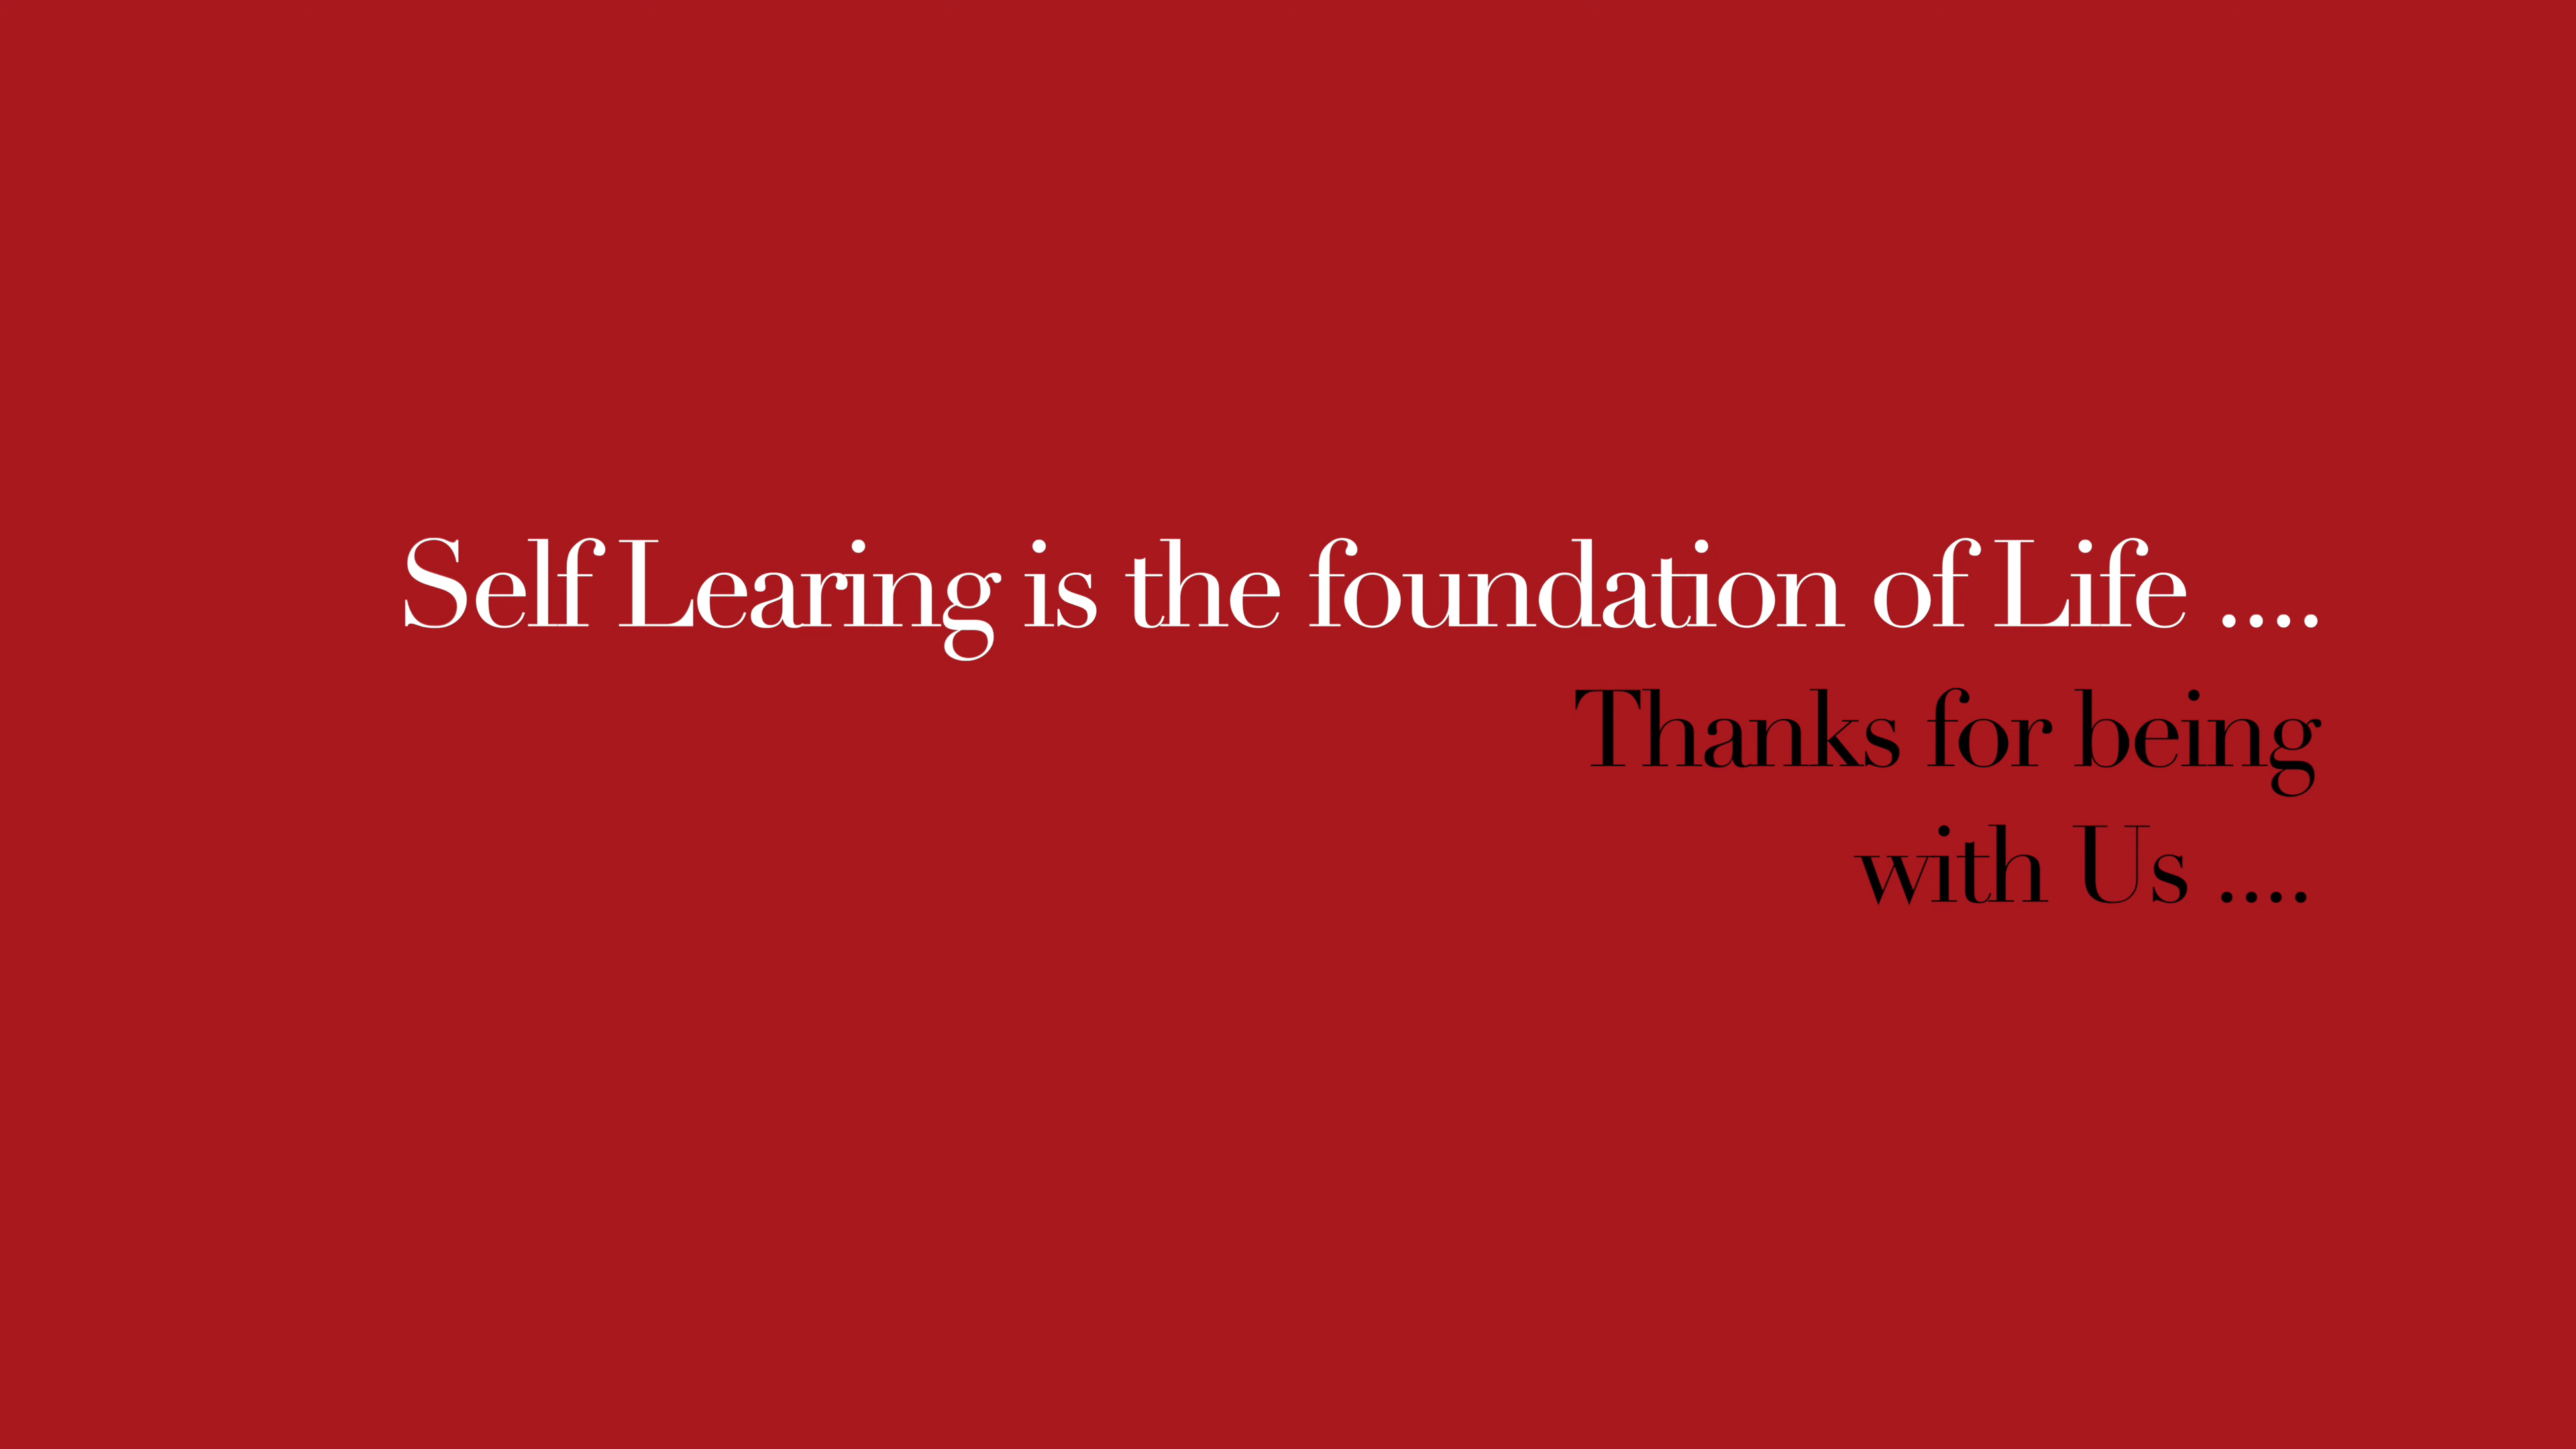 Self Learing is the foundation of Life ....
Thanks for being
with Us ....